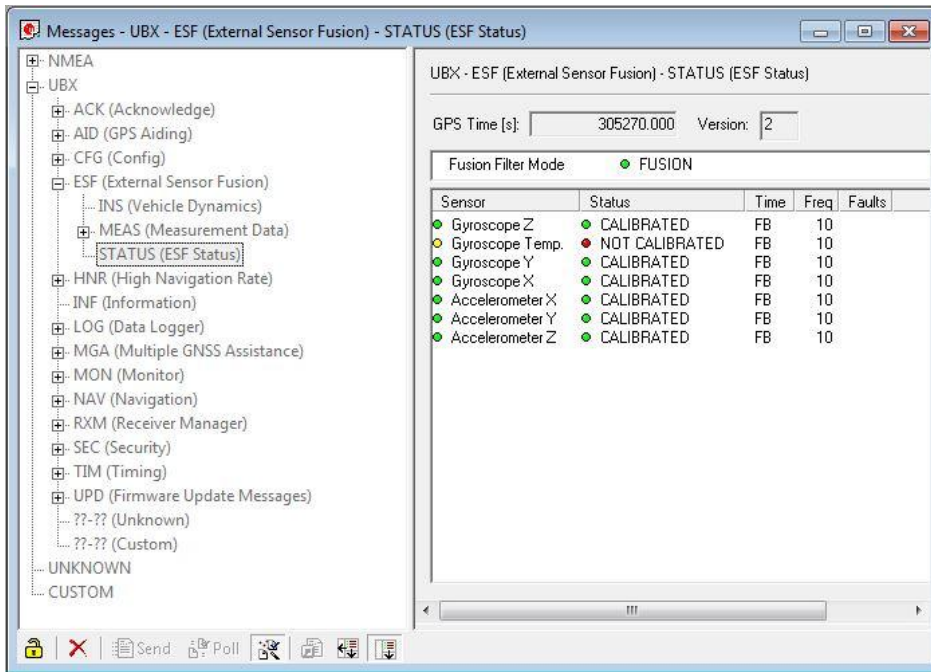 Messages - UBX - ESF (External Sensor Fusion) - STATUS (ESF Status)
NMEA
UBX
ACK (Acknowledge)
AID (GPS Aiding)
CFG (Config)
ESF (External Sensor Fusion)
INS (Vehicle Dynamics)
MEAS (Measurement Data)
STATUS (ESF Status)
HNR (High Navigation Rate)
INF (Information)
LOG (Data Logger)
MGA (Multiple GNSS Assistance)
MON (Monitor)
NAV (Navigation)
RXM (Receiver Manager)
SEC (Security)
TIM (Timing)
UPD (Firmware Update Messages)
??-?? (Unknown)
??-?? (Custom)
UNKNOWN
CUSTOM
UBX - ESF (External Sensor Fusion) - STATUS (ESF Status)
GPS Time [s]: 305270.000 Version: 2
Fusion Filter Mode FUSION
Sensor Status Time Freq Faults
Gyroscope Z CALIBRATED FB 10
Gyroscope Temp. NOT CALIBRATED FB 10
Gyroscope Y CALIBRATED FB 10
Gyroscope X CALIBRATED FB 10
Accelerometer X CALIBRATED FB 10
Accelerometer Y CALIBRATED FB 10
Accelerometer Z CALIBRATED FB 10
Send Poll